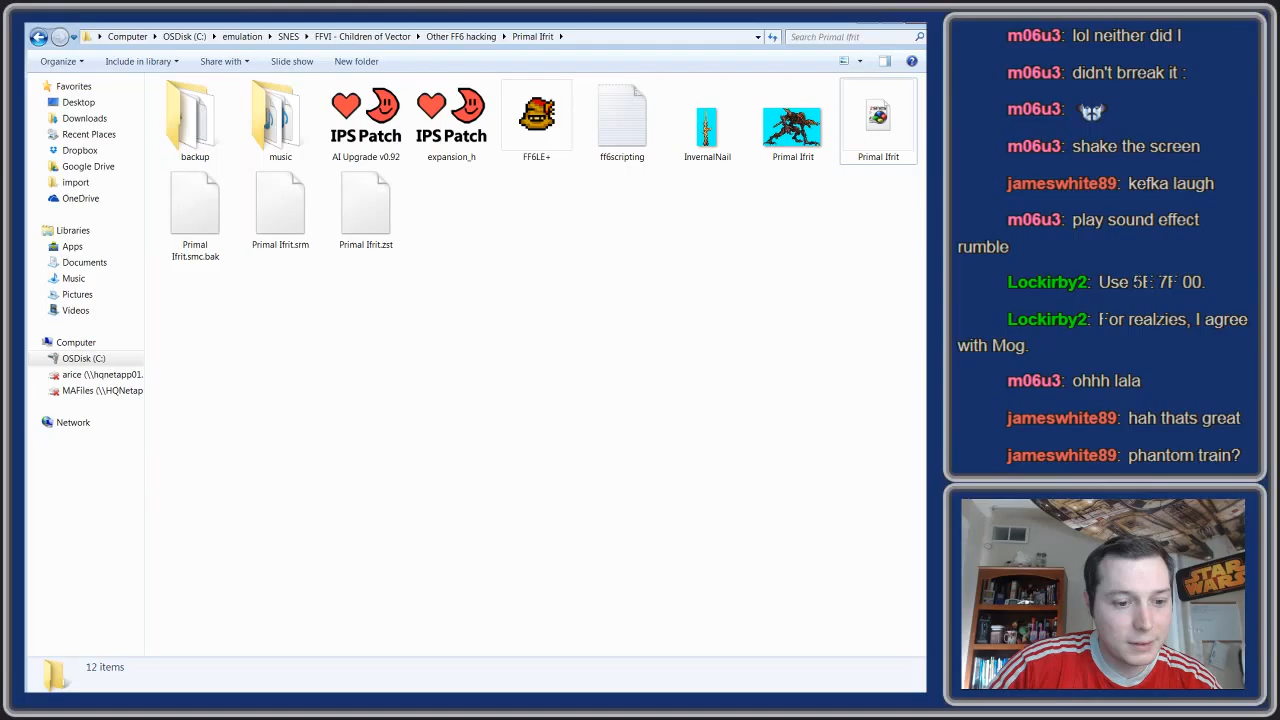 Computer ▸ OSDisk (C:) ▸ emulation ▸ SNES ▸ FFVI - Children of Vector ▸ Other FF6 hacking ▸ Primal Ifrit ▸
Search Primal Ifrit
Organize
Include in library
Share with
Slide show
New folder
Favorites
Desktop
Downloads
Recent Places
Dropbox
Google Drive
import
OneDrive
Libraries
Apps
Documents
Music
Pictures
Videos
Computer
OSDisk (C:)
arice (\\hqnetapp01.
MAFiles (\\HQNetap
Network
backup
music
IPS Patch
AI Upgrade v0.92
IPS Patch
expansion_h
FF6LE+
ff6scripting
InvernalNail
Primal Ifrit
Primal Ifrit
Primal
Ifrit.smc.bak
Primal Ifrit.srm
Primal Ifrit.zst
12 items
m06u3: lol neither did I
m06u3: didn't brreak it :
m06u3:
m06u3: shake the screen
jameswhite89: kefka laugh
m06u3: play sound effect
rumble
Lockirby2: Use 5E 7F 00.
Lockirby2: For realzies, I agree
with Mog.
m06u3: ohhh lala
jameswhite89: hah thats great
jameswhite89: phantom train?
STAR
WARS